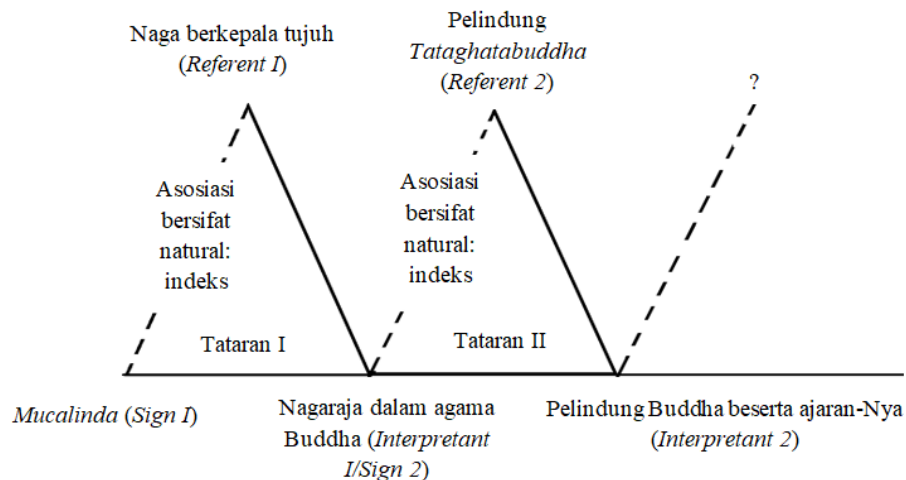 Naga berkepala tujuh
(Referent I)
Pelindung
Tataghatabuddha
(Referent 2)
?
Asosiasi
bersifat
natural:
indeks
Asosiasi
bersifat
natural:
indeks
Tataran I
Tataran II
Mucalinda (Sign I)
Nagaraja dalam agama
Buddha (Interpretant
I/Sign 2)
Pelindung Buddha beserta ajaran-Nya
(Interpretant 2)